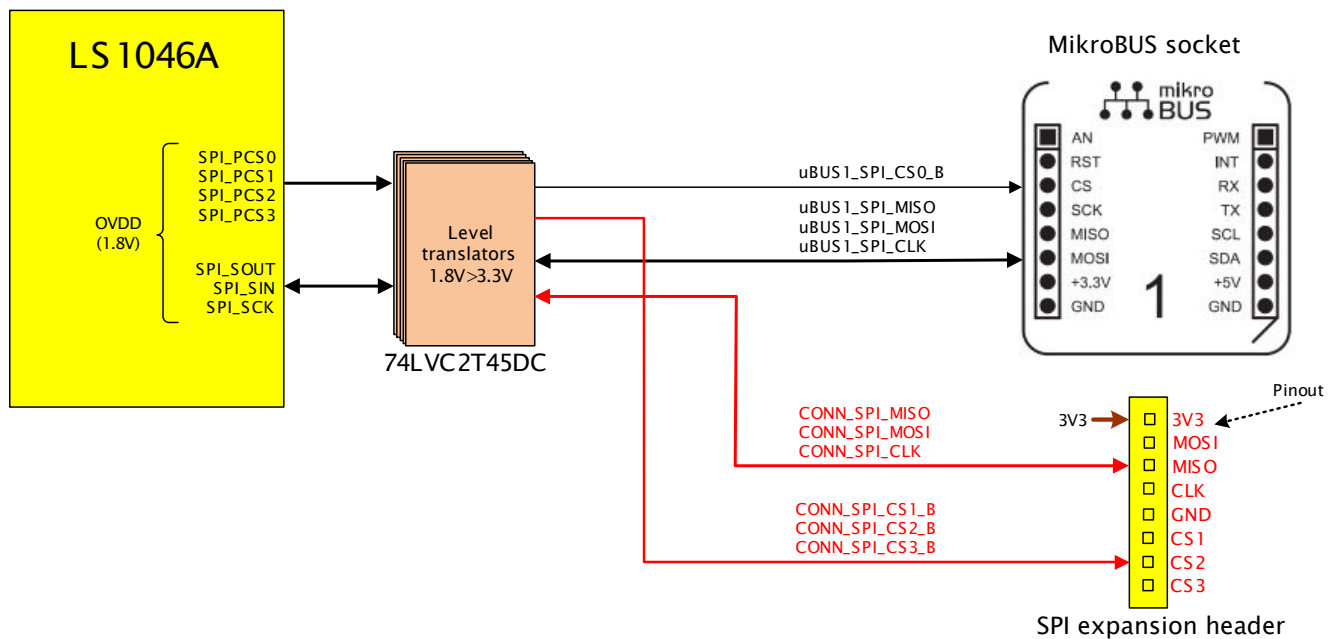 LS1046A
SPI_PCS0
SPI_PCS1
SPI_PCS2
SPI_PCS3
OVDD
(1.8V)
SPI_SOUT
SPI_SIN
SPI_SCK
Level
translators
1.8V>3.3V
74LVC2T45DC
uBUS1_SPI_CS0_B
uBUS1_SPI_MISO
uBUS1_SPI_MOSI
uBUS1_SPI_CLK
MikroBUS socket
mikro
BUS
AN PWM
RST INT
CS RX
SCK TX
MISO SCL
MOSI SDA
+3.3V +5V
GND GND
1
CONN_SPI_MISO
CONN_SPI_MOSI
CONN_SPI_CLK
CONN_SPI_CS1_B
CONN_SPI_CS2_B
CONN_SPI_CS3_B
Pinout
3V3 3V3
MOSI
MISO
CLK
GND
CS1
CS2
CS3
SPI expansion header